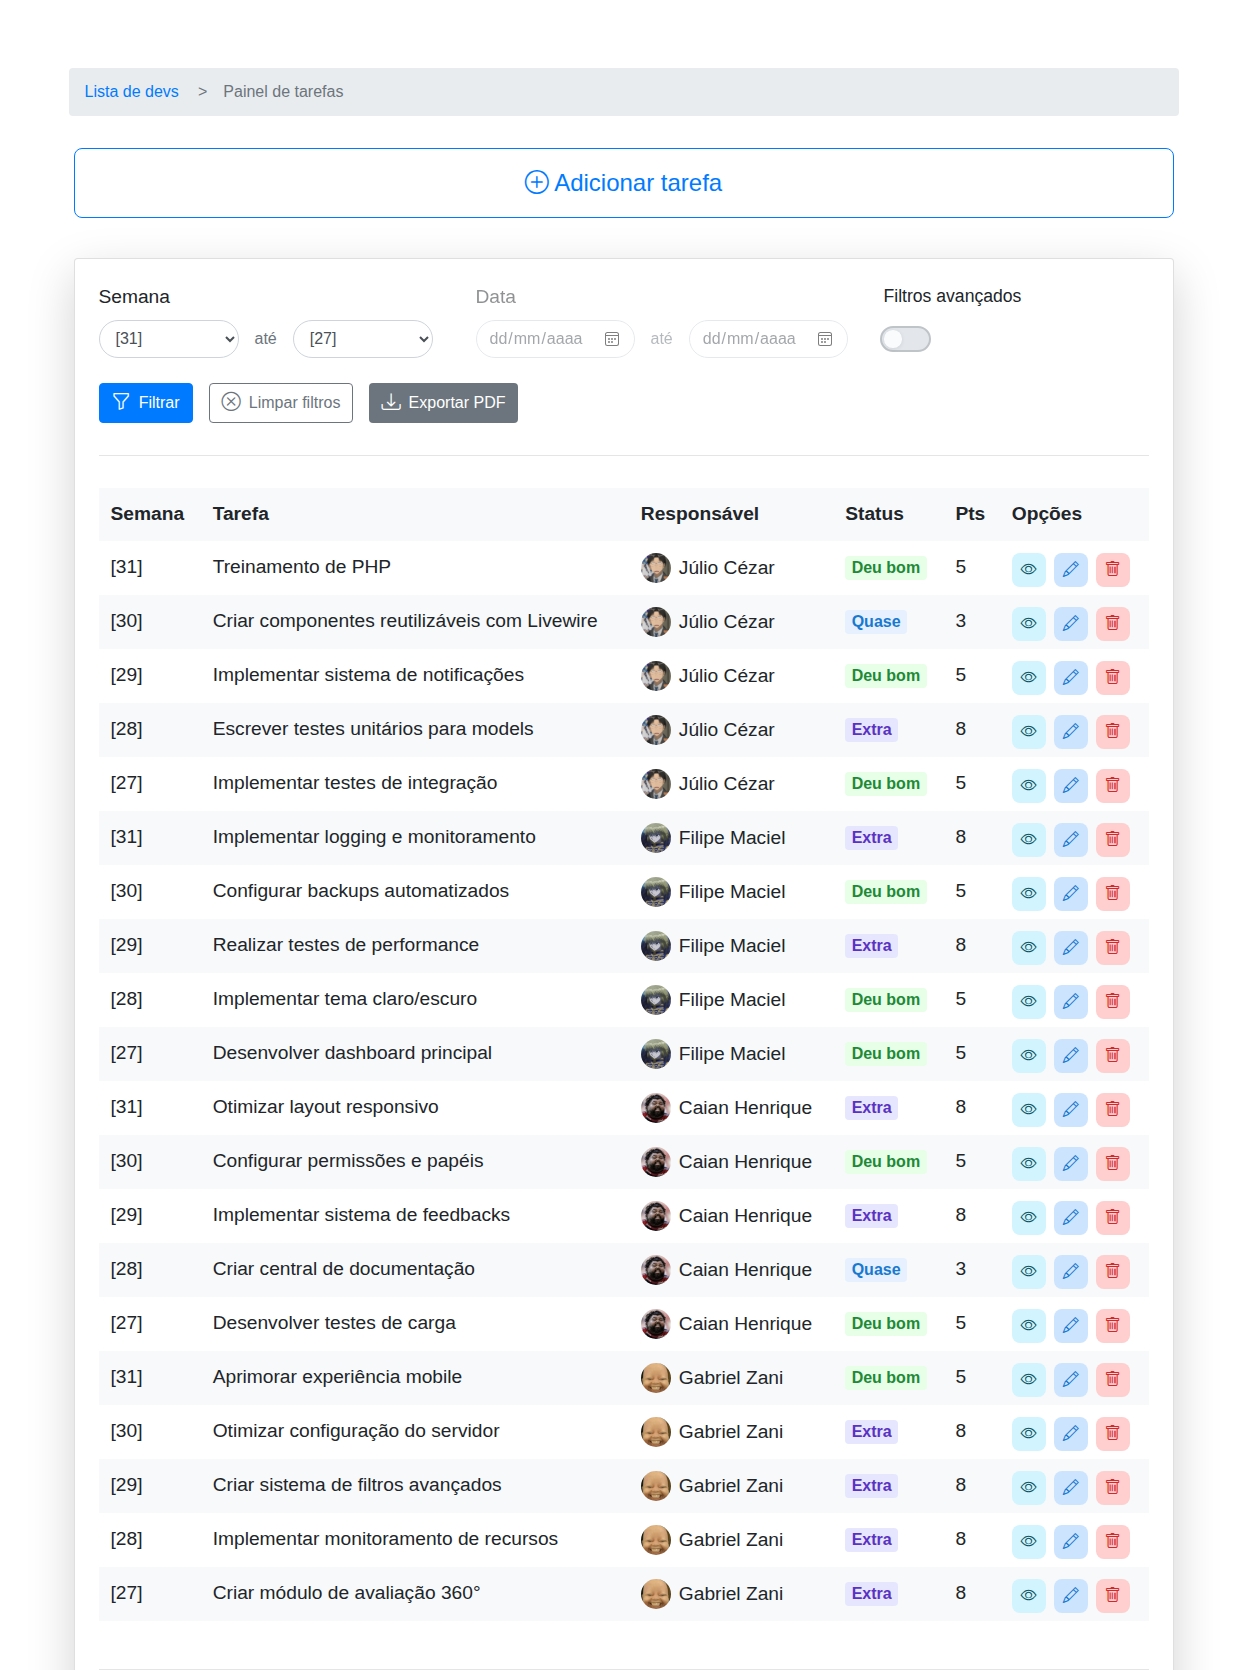 Lista de devs > Painel de tarefas
Adicionar tarefa
Semana Data Filtros avançados
[31] até [27] dd/mm/aaaa até dd/mm/aaaa
Filtrar Limpar filtros Exportar PDF
Semana Tarefa Responsável Status Pts Opções
[31] Treinamento de PHP Júlio Cézar Deu bom 5
[30] Criar componentes reutilizáveis com Livewire Júlio Cézar Quase 3
[29] Implementar sistema de notificações Júlio Cézar Deu bom 5
[28] Escrever testes unitários para models Júlio Cézar Extra 8
[27] Implementar testes de integração Júlio Cézar Deu bom 5
[31] Implementar logging e monitoramento Filipe Maciel Extra 8
[30] Configurar backups automatizados Filipe Maciel Deu bom 5
[29] Realizar testes de performance Filipe Maciel Extra 8
[28] Implementar tema claro/escuro Filipe Maciel Deu bom 5
[27] Desenvolver dashboard principal Filipe Maciel Deu bom 5
[31] Otimizar layout responsivo Caian Henrique Extra 8
[30] Configurar permissões e papéis Caian Henrique Deu bom 5
[29] Implementar sistema de feedbacks Caian Henrique Extra 8
[28] Criar central de documentação Caian Henrique Quase 3
[27] Desenvolver testes de carga Caian Henrique Deu bom 5
[31] Aprimorar experiência mobile Gabriel Zani Deu bom 5
[30] Otimizar configuração do servidor Gabriel Zani Extra 8
[29] Criar sistema de filtros avançados Gabriel Zani Extra 8
[28] Implementar monitoramento de recursos Gabriel Zani Extra 8
[27] Criar módulo de avaliação 360° Gabriel Zani Extra 8